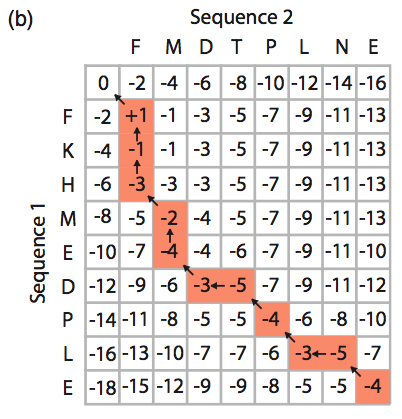 (b)
Sequence 2
F M D T P L N E
0 -2 -4 -6 -8 -10 -12 -14 -16
F -2 +1 -1 -3 -5 -7 -9 -11 -13
K -4 -1 -1 -3 -5 -7 -9 -11 -13
H -6 -3 -3 -3 -5 -7 -9 -11 -13
M -8 -5 -2 -4 -5 -7 -9 -11 -13
E -10 -7 -4 -4 -6 -7 -9 -11 -10
D -12 -9 -6 -3 -5 -7 -9 -11 -12
P -14 -11 -8 -5 -5 -4 -6 -8 -10
L -16 -13 -10 -7 -7 -6 -3 -5 -7
E -18 -15 -12 -9 -9 -8 -5 -5 -4
Sequence 1